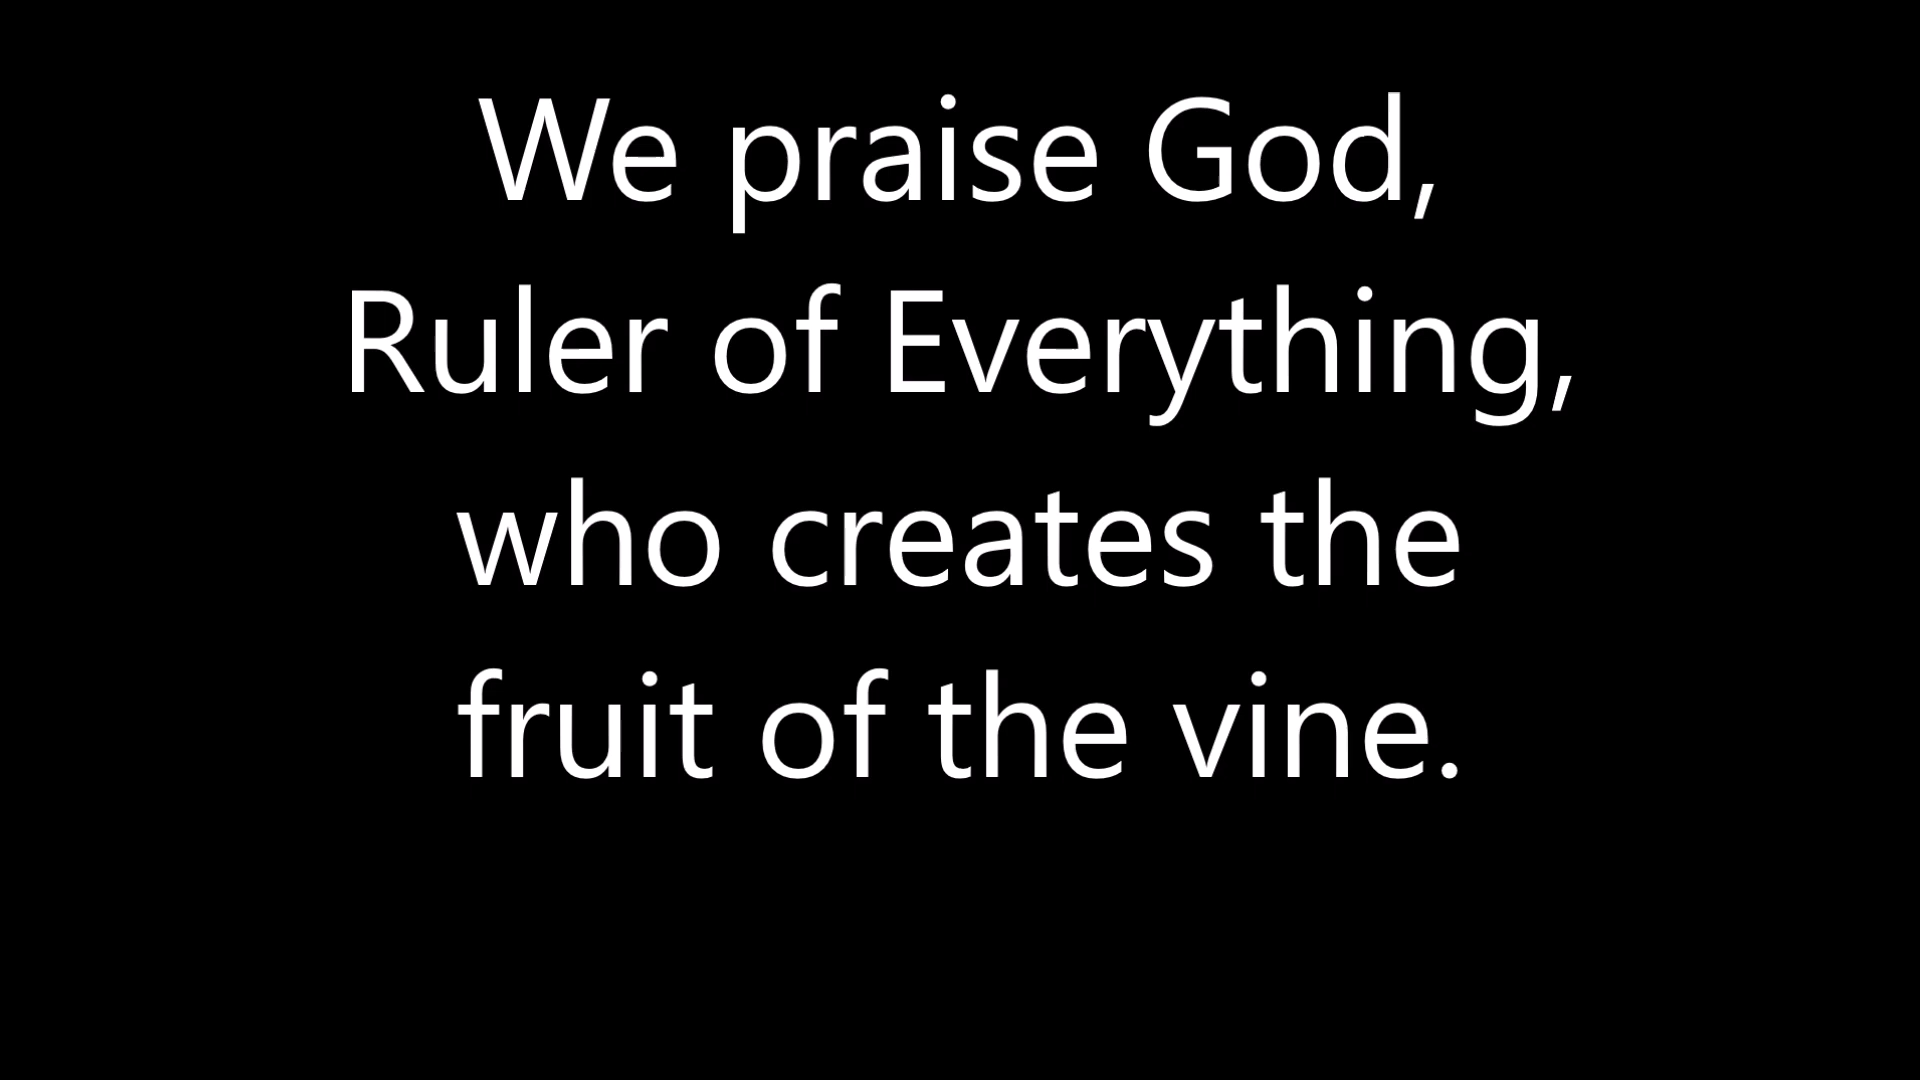 We praise God,
Ruler of Everything,
who creates the
fruit of the vine.